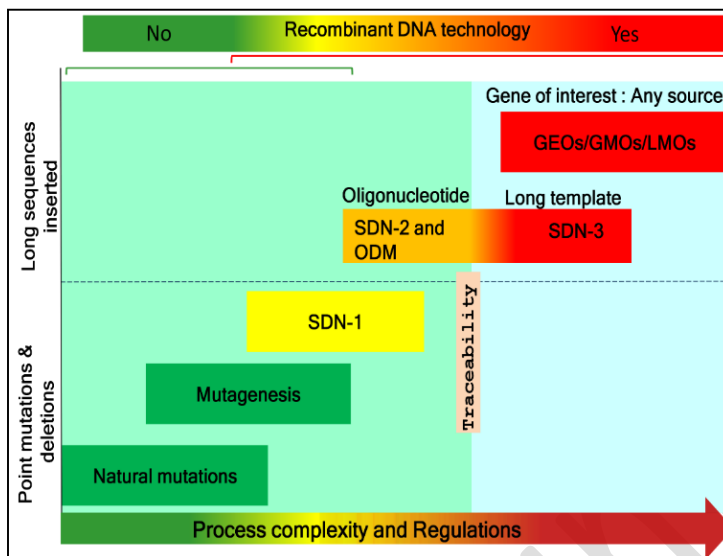 No
Recombinant DNA technology
Yes
Gene of interest : Any source
GEOs/GMOs/LMOs
Long sequences
inserted
Oligonucleotide
Long template
SDN-2 and
ODM
SDN-3
SDN-1
Traceability
Mutagenesis
Point mutations &
deletions
Natural mutations
Process complexity and Regulations